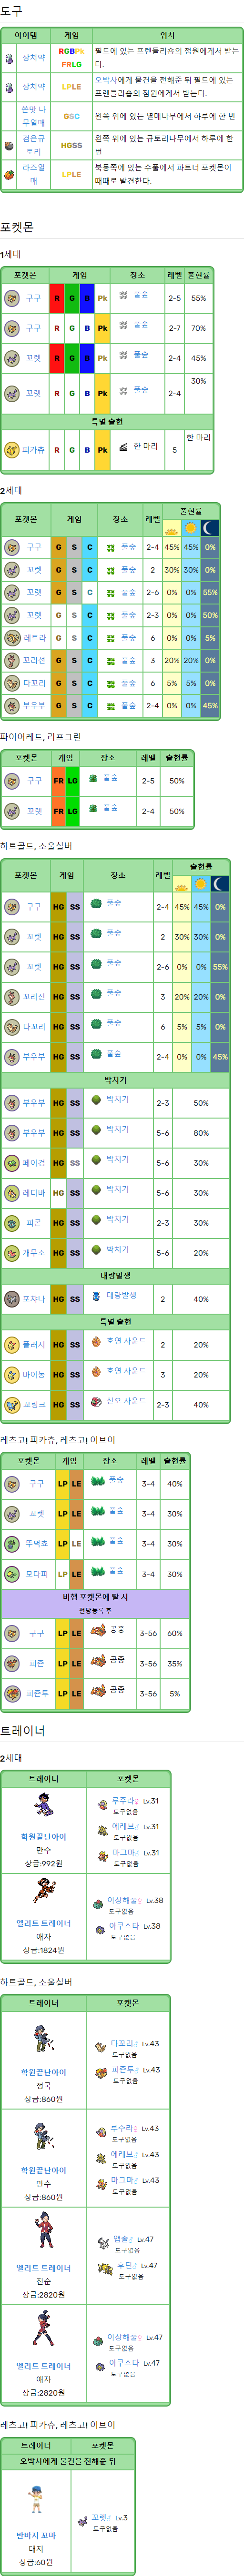 도구
아이템 게임 위치
상처약 RGBPk FRLG 필드에 있는 프렌들리숍의 점원에게서 받는다.
상처약 LPLE 오박사에게 물건을 전해준 뒤 필드에 있는 프렌들리숍의 점원에게서 받는다.
쓴맛 나무열매 GSC 왼쪽 위에 있는 열매나무에서 하루에 한 번
검은규토리 HGSS 왼쪽 위에 있는 규토리나무에서 하루에 한 번
라즈열매 LPLE 북동쪽에 있는 수풀에서 파트너 포켓몬이 때때로 발견한다.
포켓몬
1세대
포켓몬 게임 장소 레벨 출현률
구구 R G B Pk 풀숲 2-5 55%
구구 R G B Pk 풀숲 2-7 70%
꼬렛 R G B Pk 풀숲 2-4 45%
꼬렛 R G B Pk 풀숲 2-4 30%
특별 출현
피카츄 R G B Pk 한 마리 5 한 마리
2세대
포켓몬 게임 장소 레벨 출현률
구구 G S C 풀숲 2-4 45% 45% 0%
꼬렛 G S C 풀숲 2 30% 30% 0%
꼬렛 G S C 풀숲 2-6 0% 0% 55%
꼬렛 G S C 풀숲 2-3 0% 0% 50%
레트라 G S C 풀숲 6 0% 0% 5%
꼬리선 G S C 풀숲 3 20% 20% 0%
다꼬리 G S C 풀숲 6 5% 5% 0%
부우부 G S C 풀숲 2-4 0% 0% 45%
파이어레드, 리프그린
포켓몬 게임 장소 레벨 출현률
구구 FR LG 풀숲 2-5 50%
꼬렛 FR LG 풀숲 2-4 50%
하트골드, 소울실버
포켓몬 게임 장소 레벨 출현률
구구 HG SS 풀숲 2-4 45% 45% 0%
꼬렛 HG SS 풀숲 2 30% 30% 0%
꼬렛 HG SS 풀숲 2-6 0% 0% 55%
꼬리선 HG SS 풀숲 3 20% 20% 0%
다꼬리 HG SS 풀숲 6 5% 5% 0%
부우부 HG SS 풀숲 2-4 0% 0% 45%
박치기
부우부 HG SS 박치기 2-3 50%
부우부 HG SS 박치기 5-6 80%
페이검 HG SS 박치기 5-6 30%
레디바 HG SS 박치기 5-6 30%
피콘 HG SS 박치기 2-3 30%
개무소 HG SS 박치기 5-6 20%
대량발생
포챠나 HG SS 대량발생 2 40%
특별 출현
플러시 HG SS 호연 사운드 2 20%
마이농 HG SS 호연 사운드 3 20%
꼬링크 HG SS 신오 사운드 2-3 40%
레츠고! 피카츄, 레츠고! 이브이
포켓몬 게임 장소 레벨 출현률
구구 LP LE 풀숲 3-4 40%
꼬렛 LP LE 풀숲 3-4 30%
뚜벅쵸 LP LE 풀숲 3-4 30%
모다피 LP LE 풀숲 3-4 30%
비행 포켓몬에 탈 시
전당등록 후
구구 LP LE 공중 3-56 60%
피죤 LP LE 공중 3-56 35%
피죤투 LP LE 공중 3-56 5%
트레이너
2세대
트레이너 포켓몬
학원끝난아이
만수
상금:992원
루주라♀ Lv.31
도구없음
에레브♂ Lv.31
도구없음
마그마♂ Lv.31
도구없음
엘리트 트레이너
애자
상금:1824원
이상해풀♀ Lv.38
도구없음
아쿠스타 Lv.38
도구없음
하트골드, 소울실버
트레이너 포켓몬
학원끝난아이
정국
상금:860원
다꼬리♂ Lv.43
도구없음
피죤투♂ Lv.43
도구없음
학원끝난아이
만수
상금:860원
루주라♀ Lv.43
도구없음
에레브♂ Lv.43
도구없음
마그마♂ Lv.43
도구없음
엘리트 트레이너
진순
상금:2820원
앱솔♂ Lv.47
도구없음
후딘♂ Lv.47
도구없음
엘리트 트레이너
애자
상금:2820원
이상해풀♀ Lv.47
도구없음
아쿠스타 Lv.47
도구없음
레츠고! 피카츄, 레츠고! 이브이
트레이너 포켓몬
오박사에게 물건을 전해준 뒤
반바지 꼬마
대지
상금:60원
꼬렛♂ Lv.3
도구없음